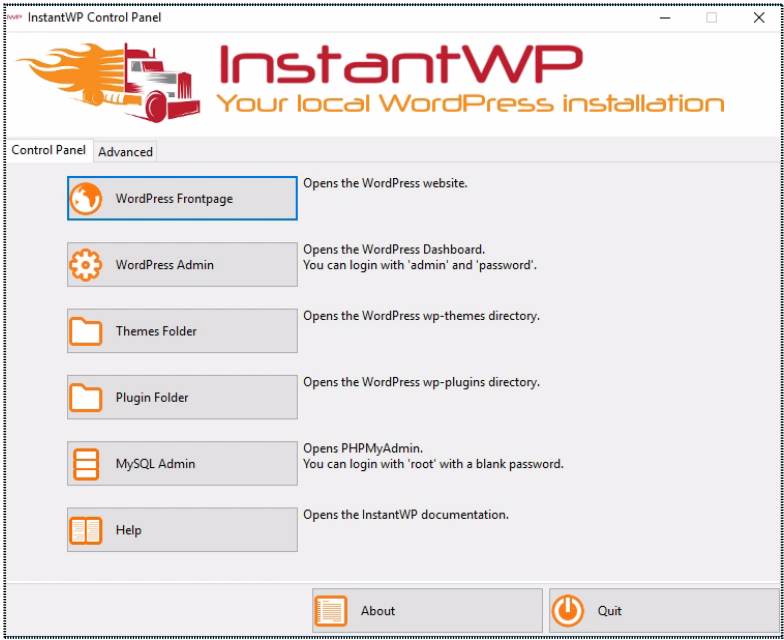 InstantWP Control Panel
InstantWP
Your local WordPress installation
Control Panel
Advanced
WordPress Frontpage
Opens the WordPress website.
WordPress Admin
Opens the WordPress Dashboard.
You can login with 'admin' and 'password'.
Themes Folder
Opens the WordPress wp-themes directory.
Plugin Folder
Opens the WordPress wp-plugins directory.
MySQL Admin
Opens PHPMyAdmin.
You can login with 'root' with a blank password.
Help
Opens the InstantWP documentation.
About
Quit